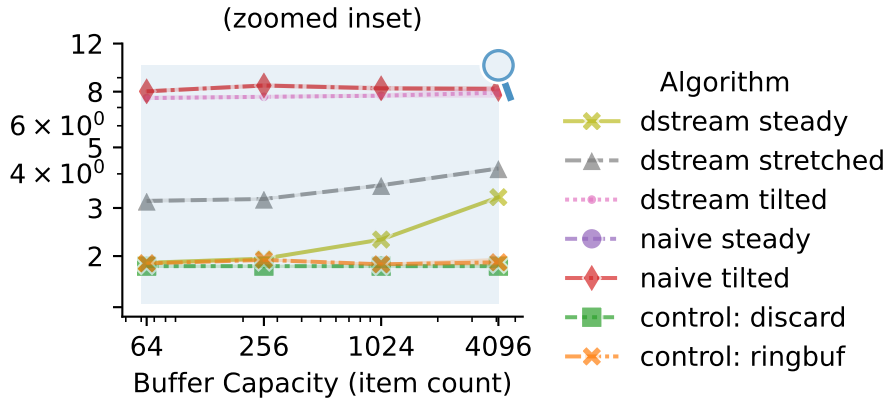 (zoomed inset)
12
8
6 × 10⁰
5
4 × 10⁰
3
2
64 256 1024 4096
Buffer Capacity (item count)
Algorithm
dstream steady
dstream stretched
dstream tilted
naive steady
naive tilted
control: discard
control: ringbuf